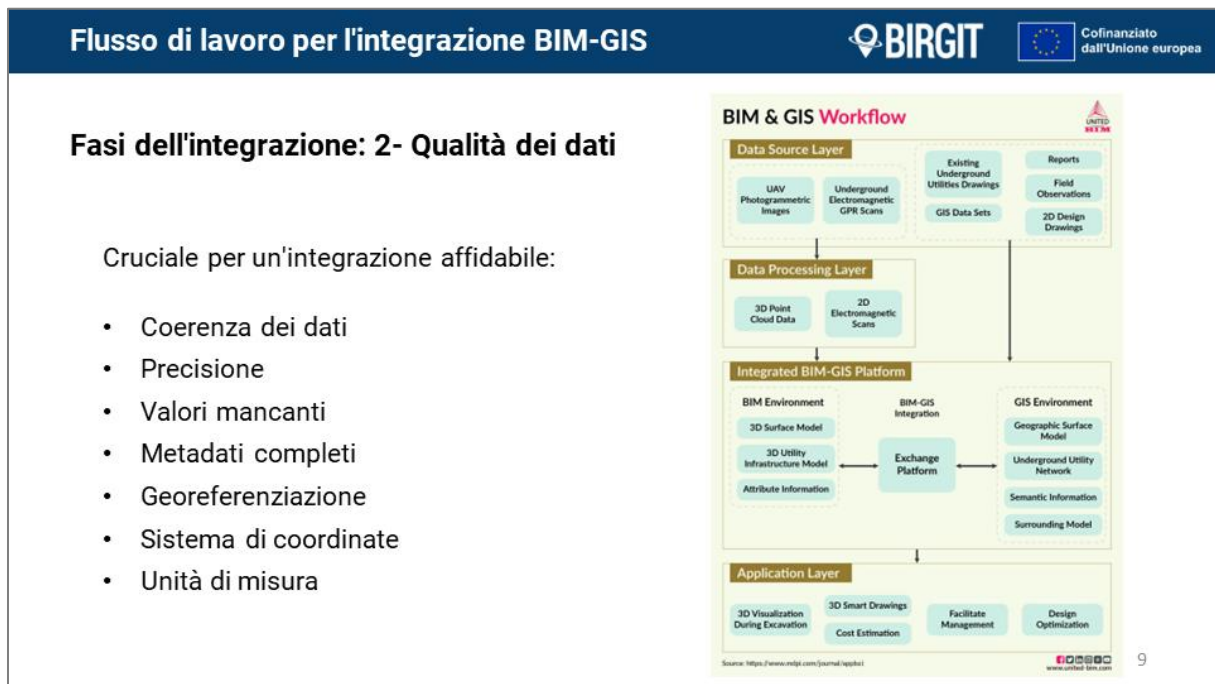 Flusso di lavoro per l'integrazione BIM-GIS
BIRGIT
Cofinanziato
dall'Unione europea
Fasi dell'integrazione: 2- Qualità dei dati
Cruciale per un'integrazione affidabile:
• Coerenza dei dati
• Precisione
• Valori mancanti
• Metadati completi
• Georeferenziazione
• Sistema di coordinate
• Unità di misura
BIM & GIS Workflow
UNITED
BIM
Data Source Layer
UAV
Photogrammetric
Images
Underground
Electromagnetic
GPR Scans
Existing
Underground
Utilities Drawings
GIS Data Sets
Reports
Field
Observations
2D Design
Drawings
Data Processing Layer
3D Point
Cloud Data
2D
Electromagnetic
Scans
Integrated BIM-GIS Platform
BIM Environment
3D Surface Model
3D Utility
Infrastructure Model
Attribute Information
BIM-GIS
Integration
Exchange
Platform
GIS Environment
Geographic Surface
Model
Underground Utility
Network
Semantic Information
Surrounding Model
Application Layer
3D Visualization
During Excavation
3D Smart Drawings
Cost Estimation
Facilitate
Management
Design
Optimization
Source: https://www.mdpi.com/journal/applsci
www.united-bim.com
9